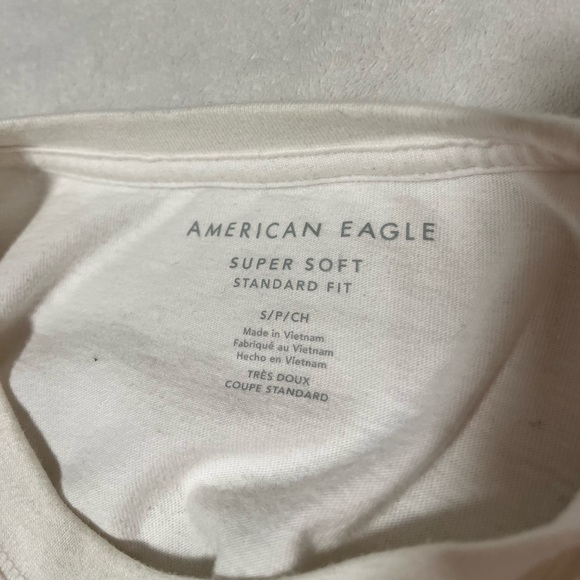 AMERICAN EAGLE
SUPER SOFT
STANDARD FIT
S/P/CH
Made in Vietnam
Fabriqué au Vietnam
Hecho en Vietnam
TRÈS DOUX
COUPE STANDARD